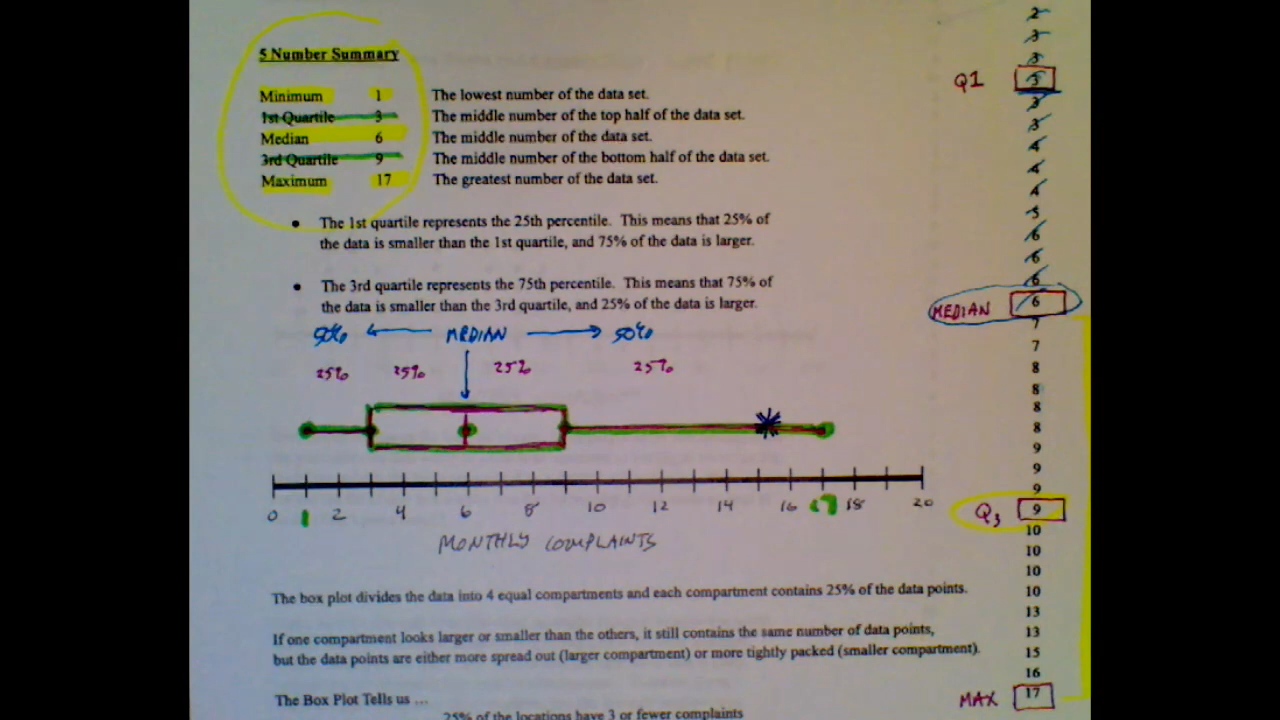 5 Number Summary
Minimum 1 The lowest number of the data set.
1st Quartile 3 The middle number of the top half of the data set.
Median 6 The middle number of the data set.
3rd Quartile 9 The middle number of the bottom half of the data set.
Maximum 17 The greatest number of the data set.
• The 1st quartile represents the 25th percentile. This means that 25% of
the data is smaller than the 1st quartile, and 75% of the data is larger.
• The 3rd quartile represents the 75th percentile. This means that 75% of
the data is smaller than the 3rd quartile, and 25% of the data is larger.
50% MEDIAN 50%
25% 25% 25% 25%
0 1 2 4 6 8 10 12 14 16 17 18 20
MONTHLY COMPLAINTS
The box plot divides the data into 4 equal compartments and each compartment contains 25% of the data points.
If one compartment looks larger or smaller than the others, it still contains the same number of data points,
but the data points are either more spread out (larger compartment) or more tightly packed (smaller compartment).
The Box Plot Tells us ...
25% of the locations have 3 or fewer complaints
2
3
3
Q1 3
3
3
4
4
4
5
6
6
6
MEDIAN 6
7
7
8
8
8
8
9
9
9
Q3 9
10
10
10
10
13
13
15
16
MAX 17